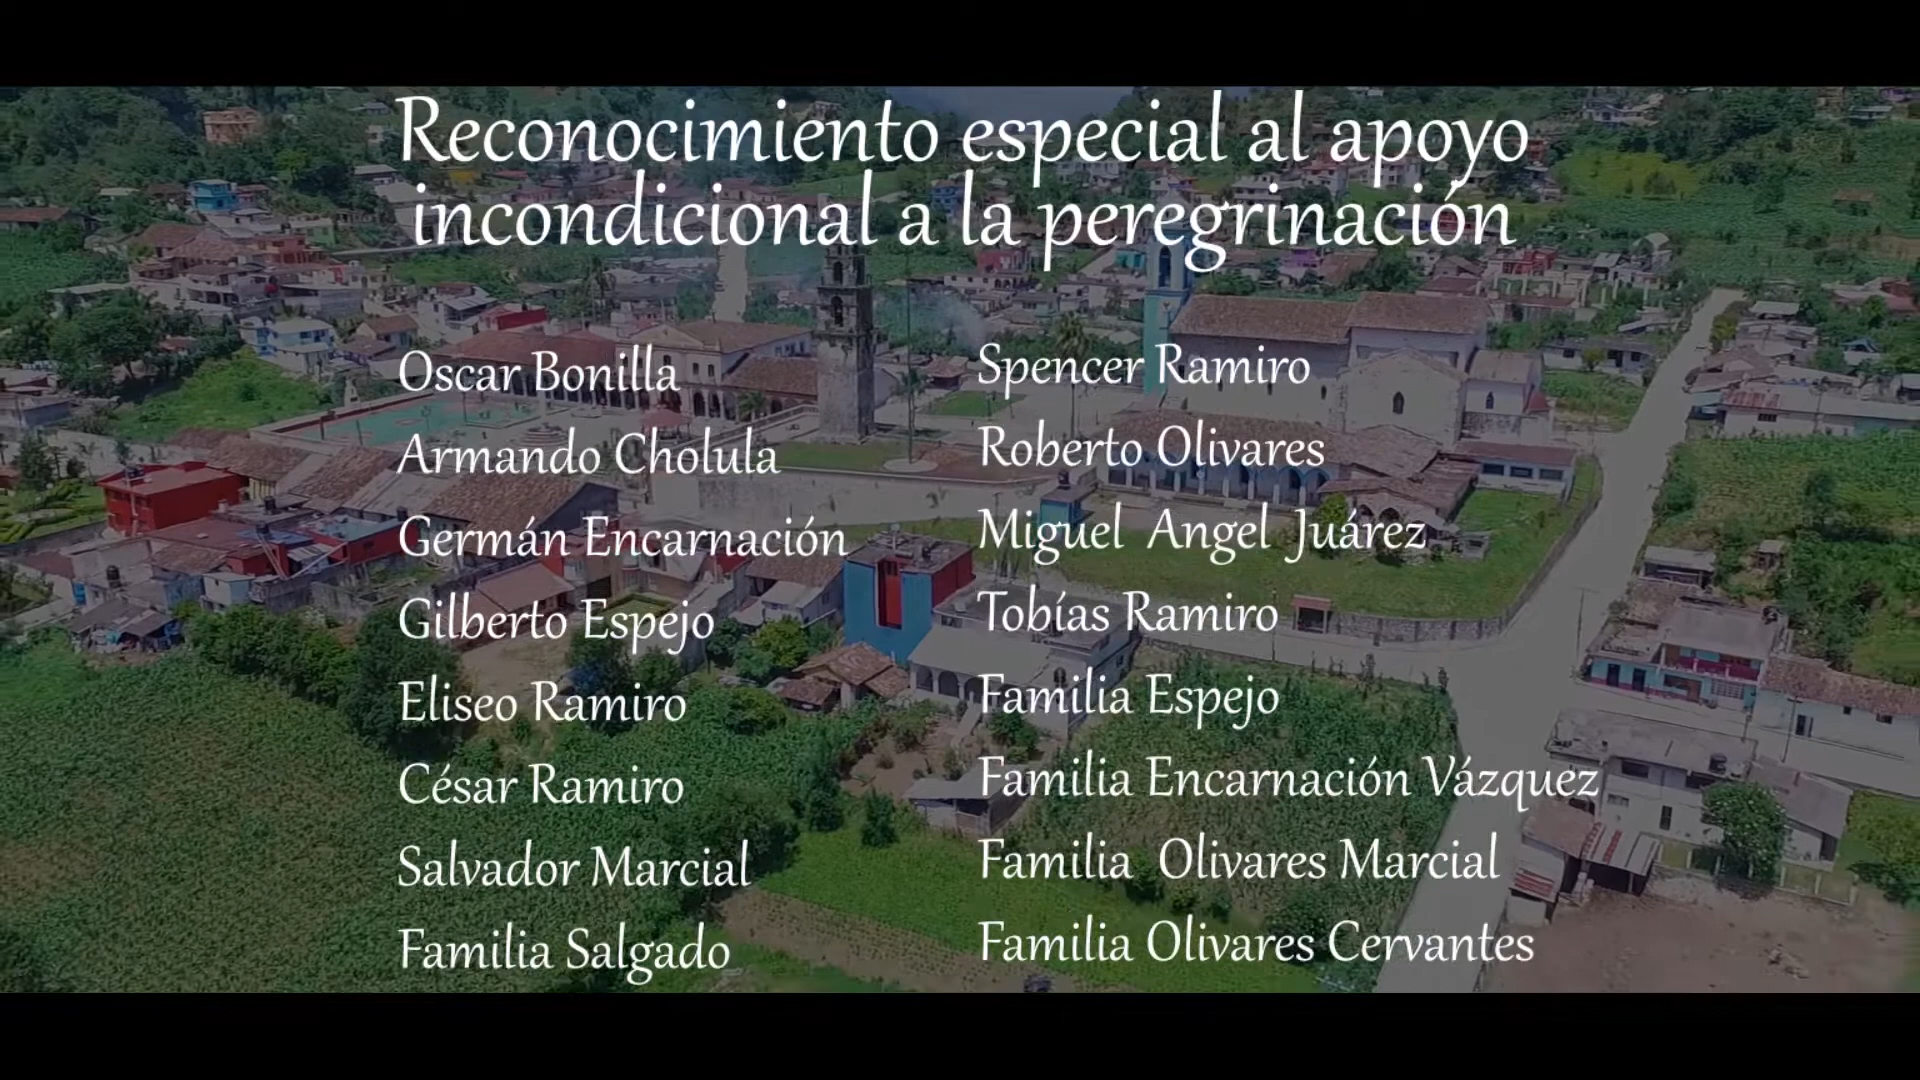 Reconocimiento especial al apoyo
incondicional a la peregrinación
Oscar Bonilla
Armando Cholula
Germán Encarnación
Gilberto Espejo
Eliseo Ramiro
César Ramiro
Salvador Marcial
Familia Salgado
Spencer Ramiro
Roberto Olivares
Miguel Angel Juárez
Tobías Ramiro
Familia Espejo
Familia Encarnación Vázquez
Familia Olivares Marcial
Familia Olivares Cervantes